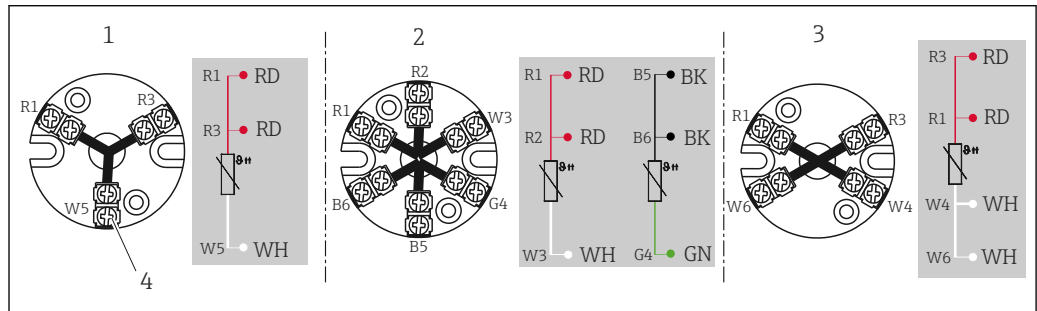 1
R1
R3
W5
4
R1 RD
R3 RD
ϑ
W5 WH
2
R2
R1
W3
B6
G4
B5
R1 RD
R2 RD
ϑ
W3 WH
B5 BK
B6 BK
ϑ
G4 GN
3
R1
R3
W6
W4
R3 RD
R1 RD
ϑ
W4 WH
W6 WH